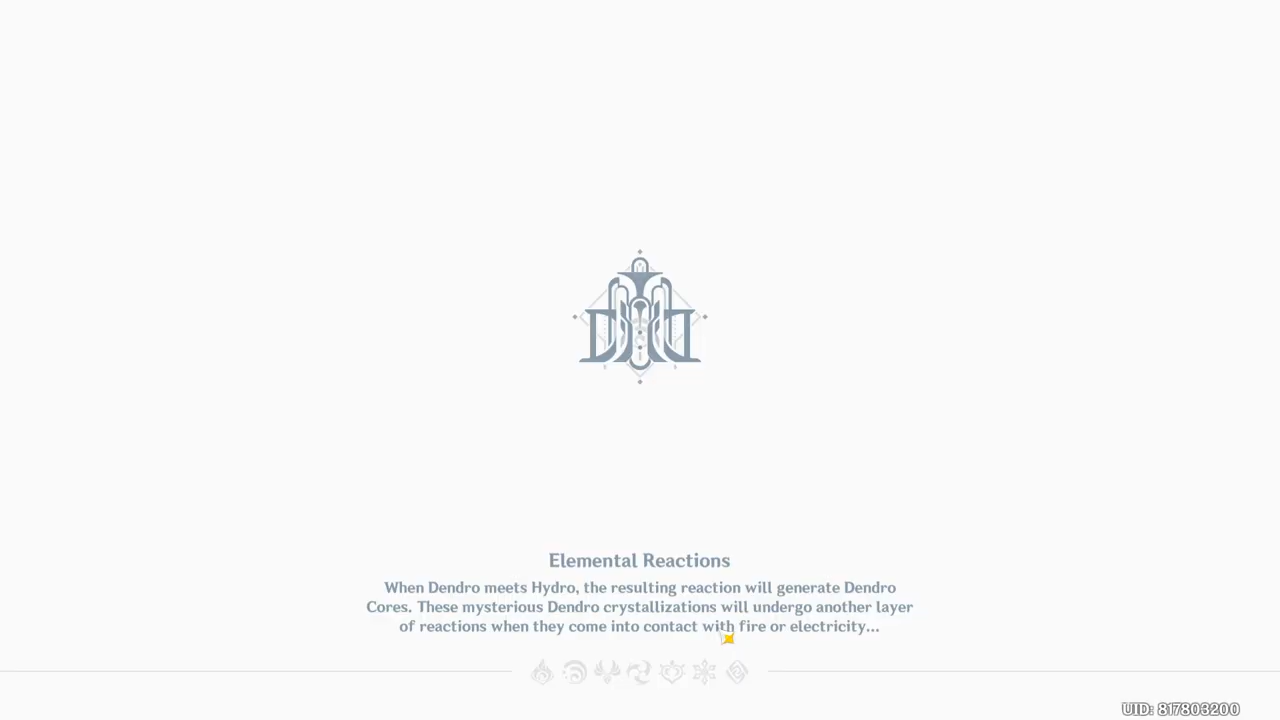 Elemental Reactions
When Dendro meets Hydro, the resulting reaction will generate Dendro
Cores. These mysterious Dendro crystallizations will undergo another layer
of reactions when they come into contact with fire or electricity...
UID: 817803200